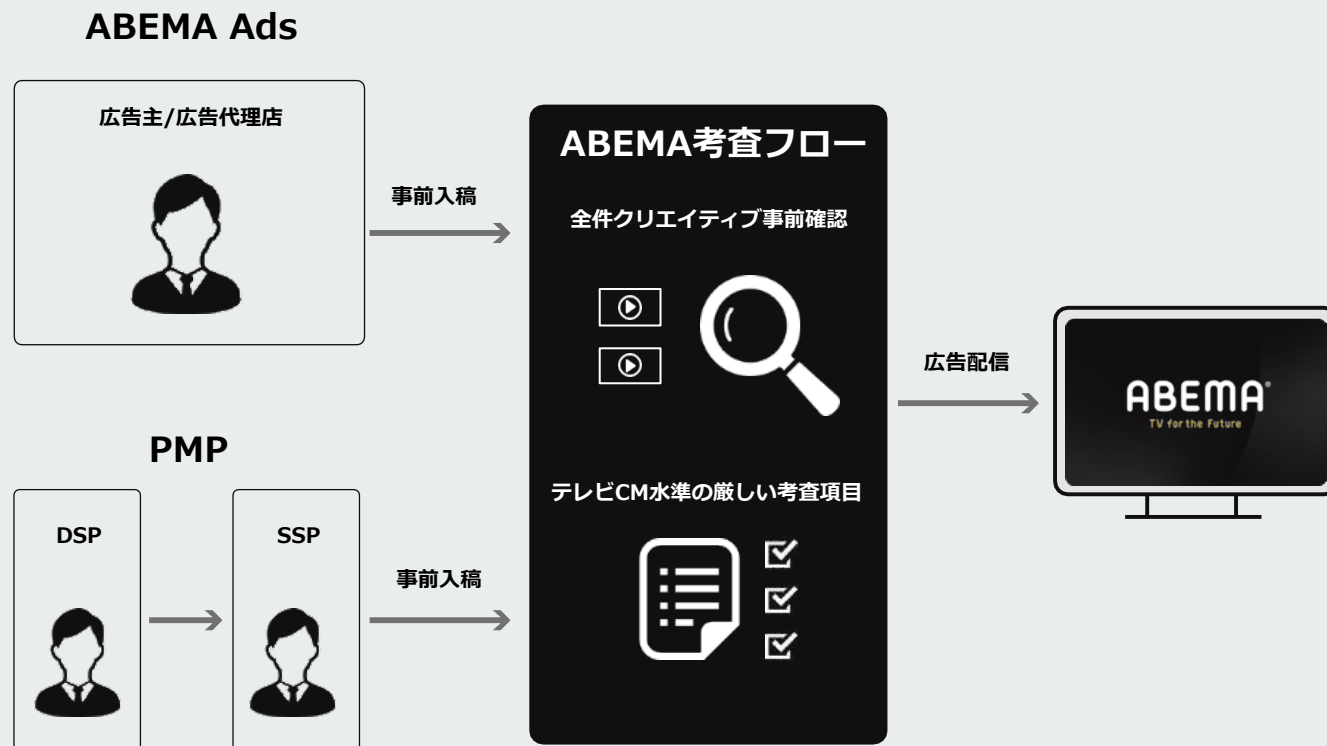 ABEMA Ads
広告主/広告代理店
事前入稿
PMP
DSP
SSP
事前入稿
ABEMA考査フロー
全件クリエイティブ事前確認
テレビCM水準の厳しい考査項目
広告配信
ABEMA®
TV for the Future